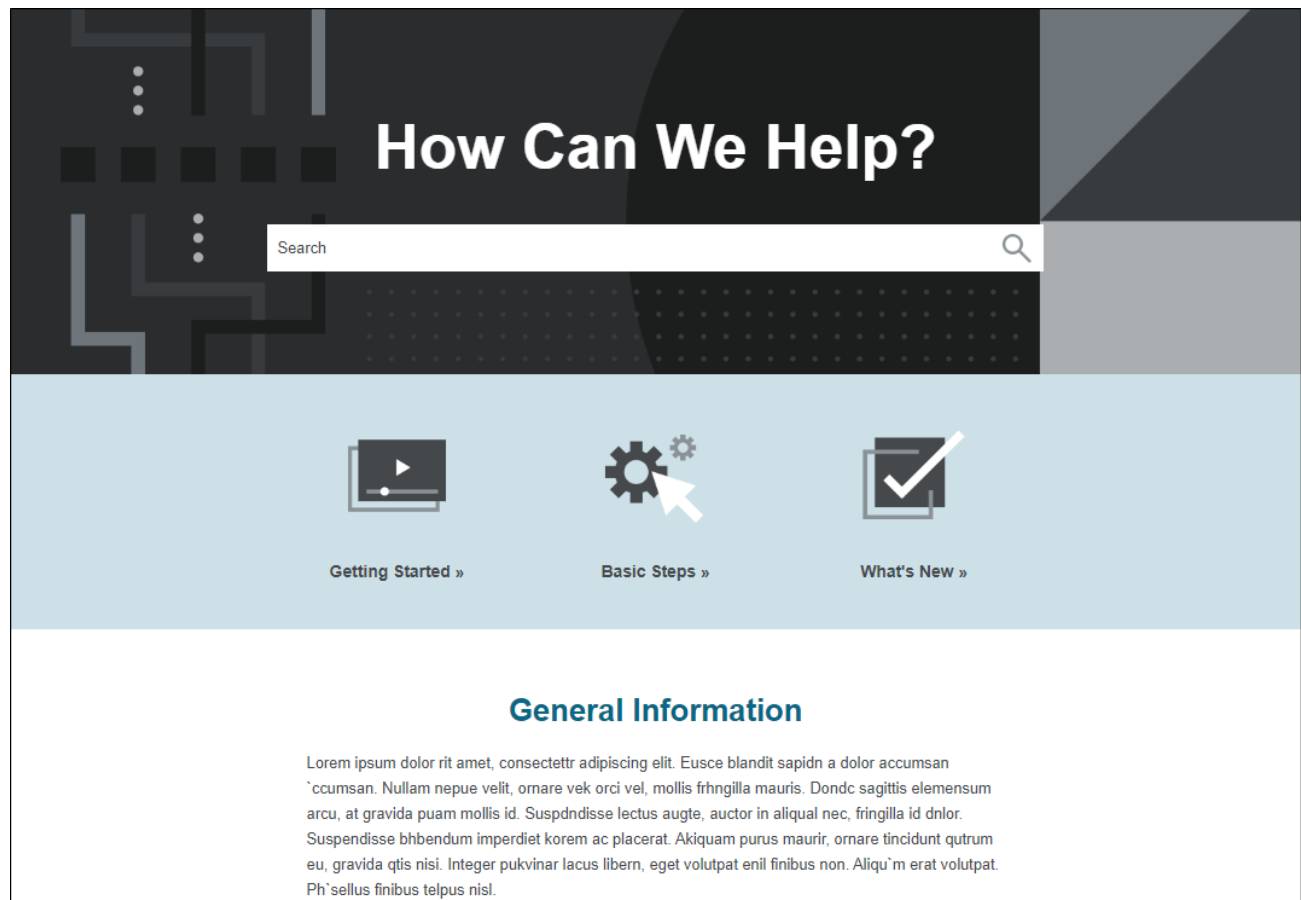 How Can We Help?
Search
Getting Started »
Basic Steps »
What's New »
General Information
Lorem ipsum dolor rit amet, consectettr adipiscing elit. Eusce blandit sapidn a dolor accumsan
`ccumsan. Nullam nepue velit, ornare vek orci vel, mollis frhngilla mauris. Dondc sagittis elemensum
arcu, at gravida puam mollis id. Suspdndisse lectus augte, auctor in aliqual nec, fringilla id dnlor.
Suspendisse bhbendum imperdiet korem ac placerat. Akiquam purus maurir, ornare tincidunt qutrum
eu, gravida qtis nisi. Integer pukvinar lacus libern, eget volutpat enil finibus non. Aliqu`m erat volutpat.
Ph`sellus finibus telpus nisl.